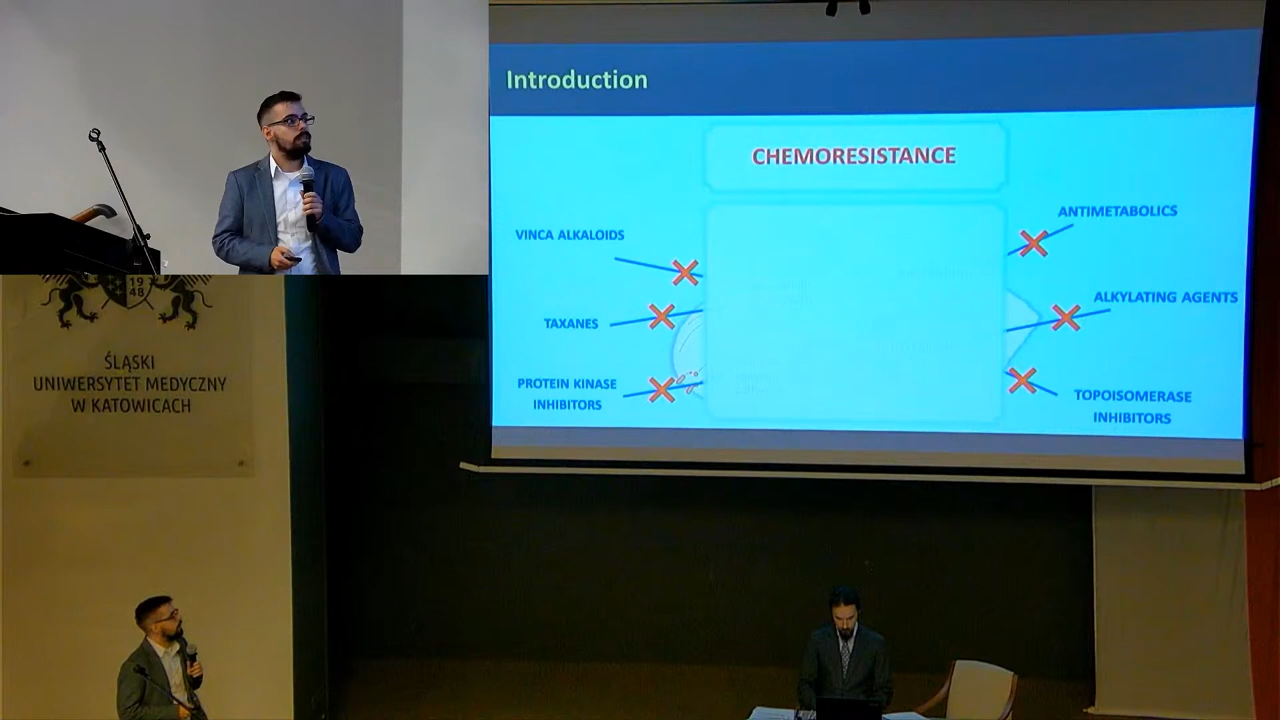 Introduction
CHEMORESISTANCE
VINCA ALKALOIDS
TAXANES
PROTEIN KINASE
INHIBITORS
ANTIMETABOLICS
ALKYLATING AGENTS
TOPOISOMERASE
INHIBITORS
19
48
ŚLĄSKI
UNIWERSYTET MEDYCZNY
W KATOWICACH